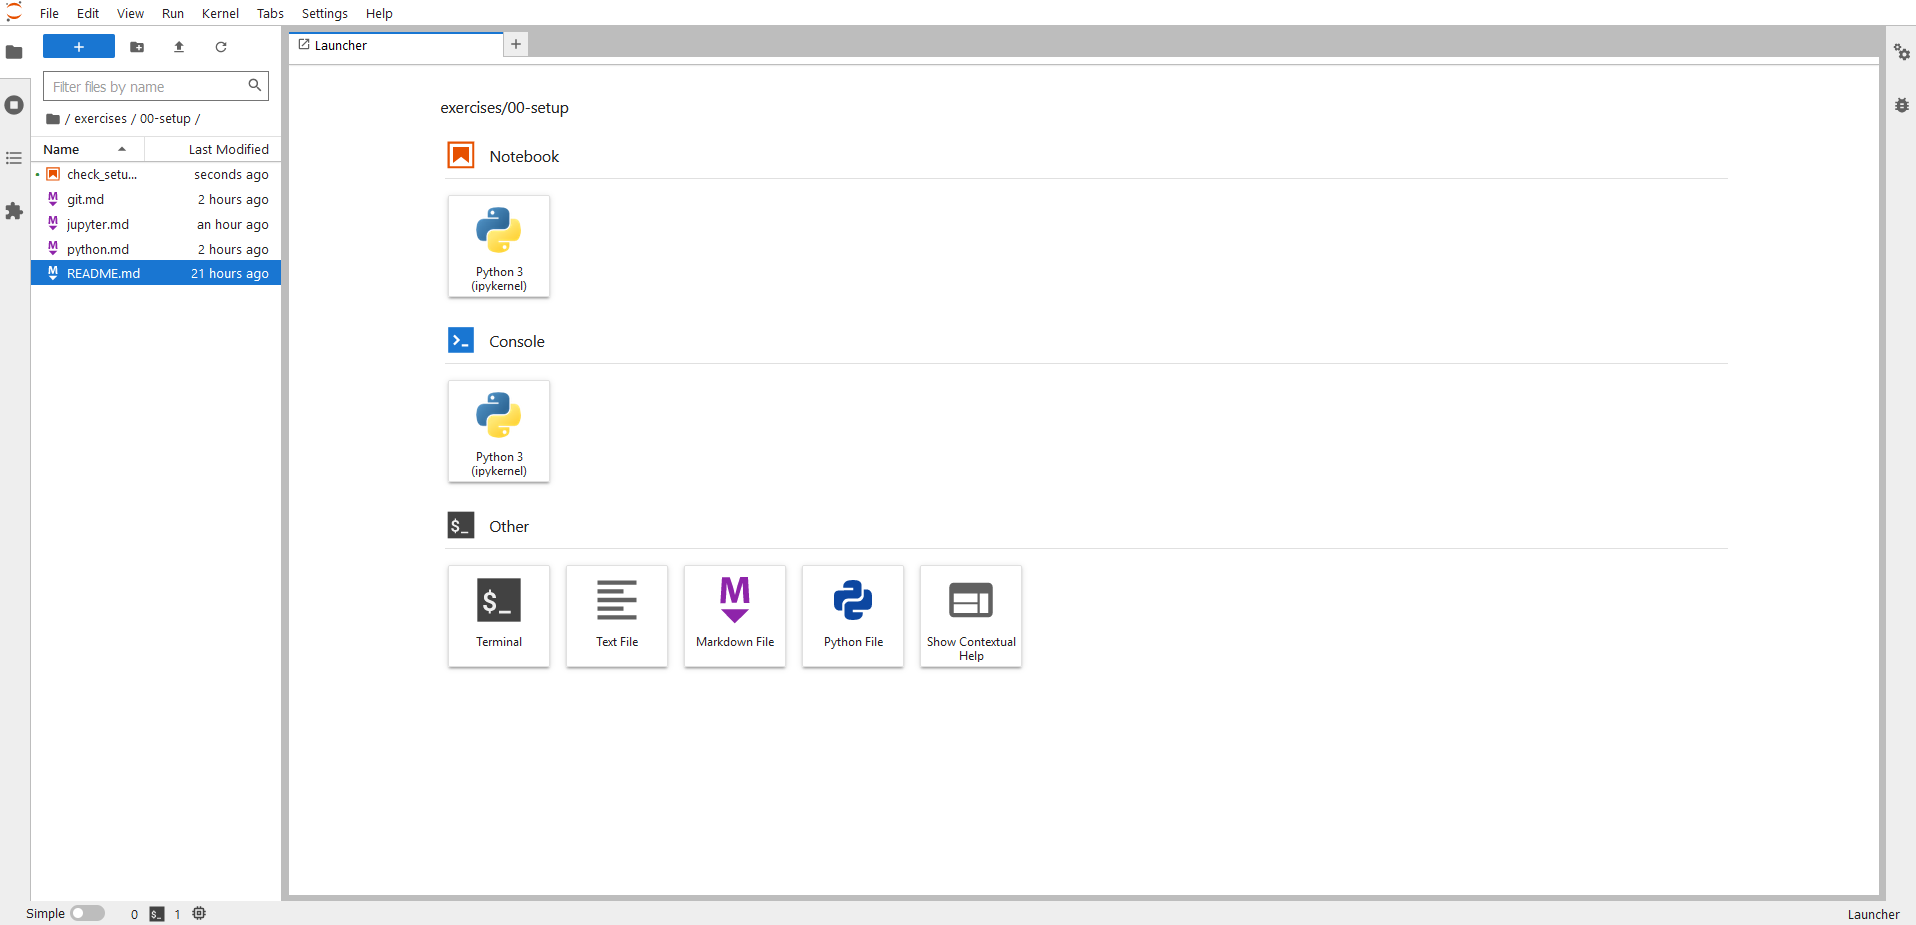 File Edit View Run Kernel Tabs Settings Help
Launcher
Filter files by name
/ exercises / 00-setup /
Name Last Modified
check_setu... seconds ago
git.md 2 hours ago
jupyter.md an hour ago
python.md 2 hours ago
README.md 21 hours ago
exercises/00-setup
Notebook
Python 3
(ipykernel)
Console
Python 3
(ipykernel)
$_ Other
$_
Terminal
Text File
Markdown File
Python File
Show Contextual
Help
Simple 0 $_ 1 Launcher